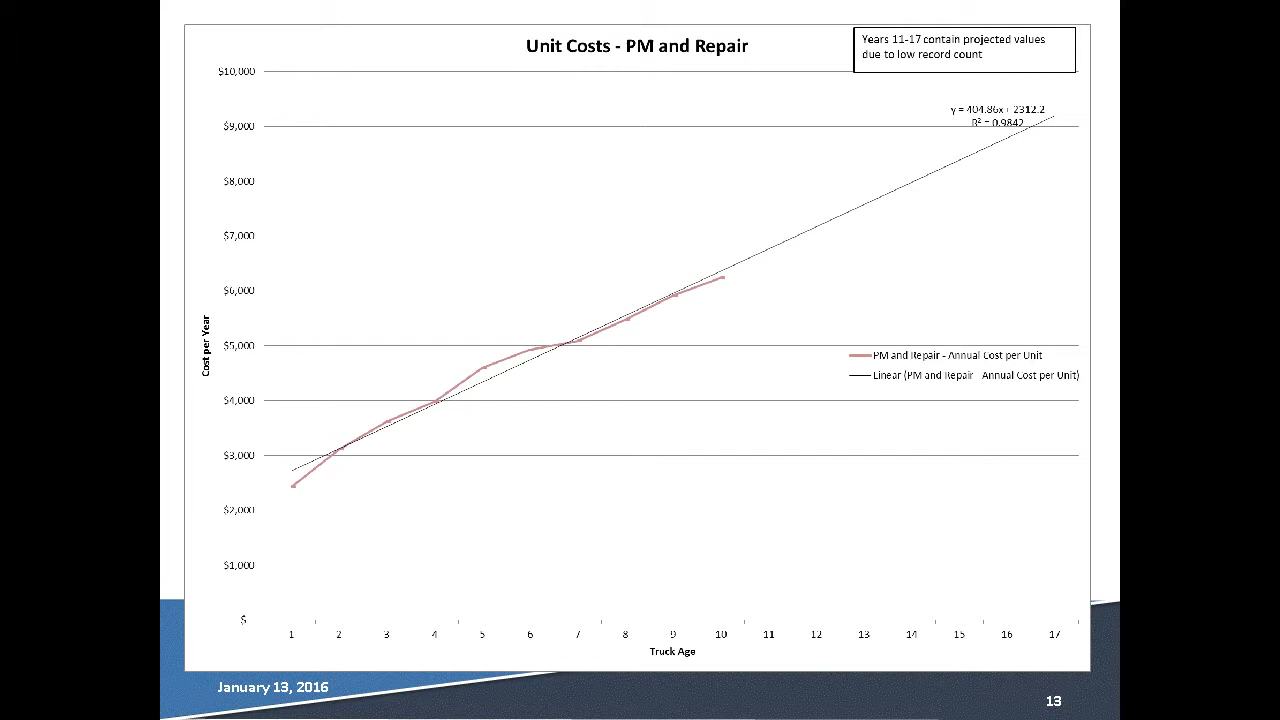 Unit Costs - PM and Repair
Years 11-17 contain projected values
due to low record count
$10,000
y = 404.86x + 2312.2
R² = 0.9842
$9,000
$8,000
$7,000
$6,000
$5,000
$4,000
$3,000
$2,000
$1,000
$
Cost per Year
PM and Repair - Annual Cost per Unit
Linear (PM and Repair - Annual Cost per Unit)
1 2 3 4 5 6 7 8 9 10 11 12 13 14 15 16 17
Truck Age
January 13, 2016
13